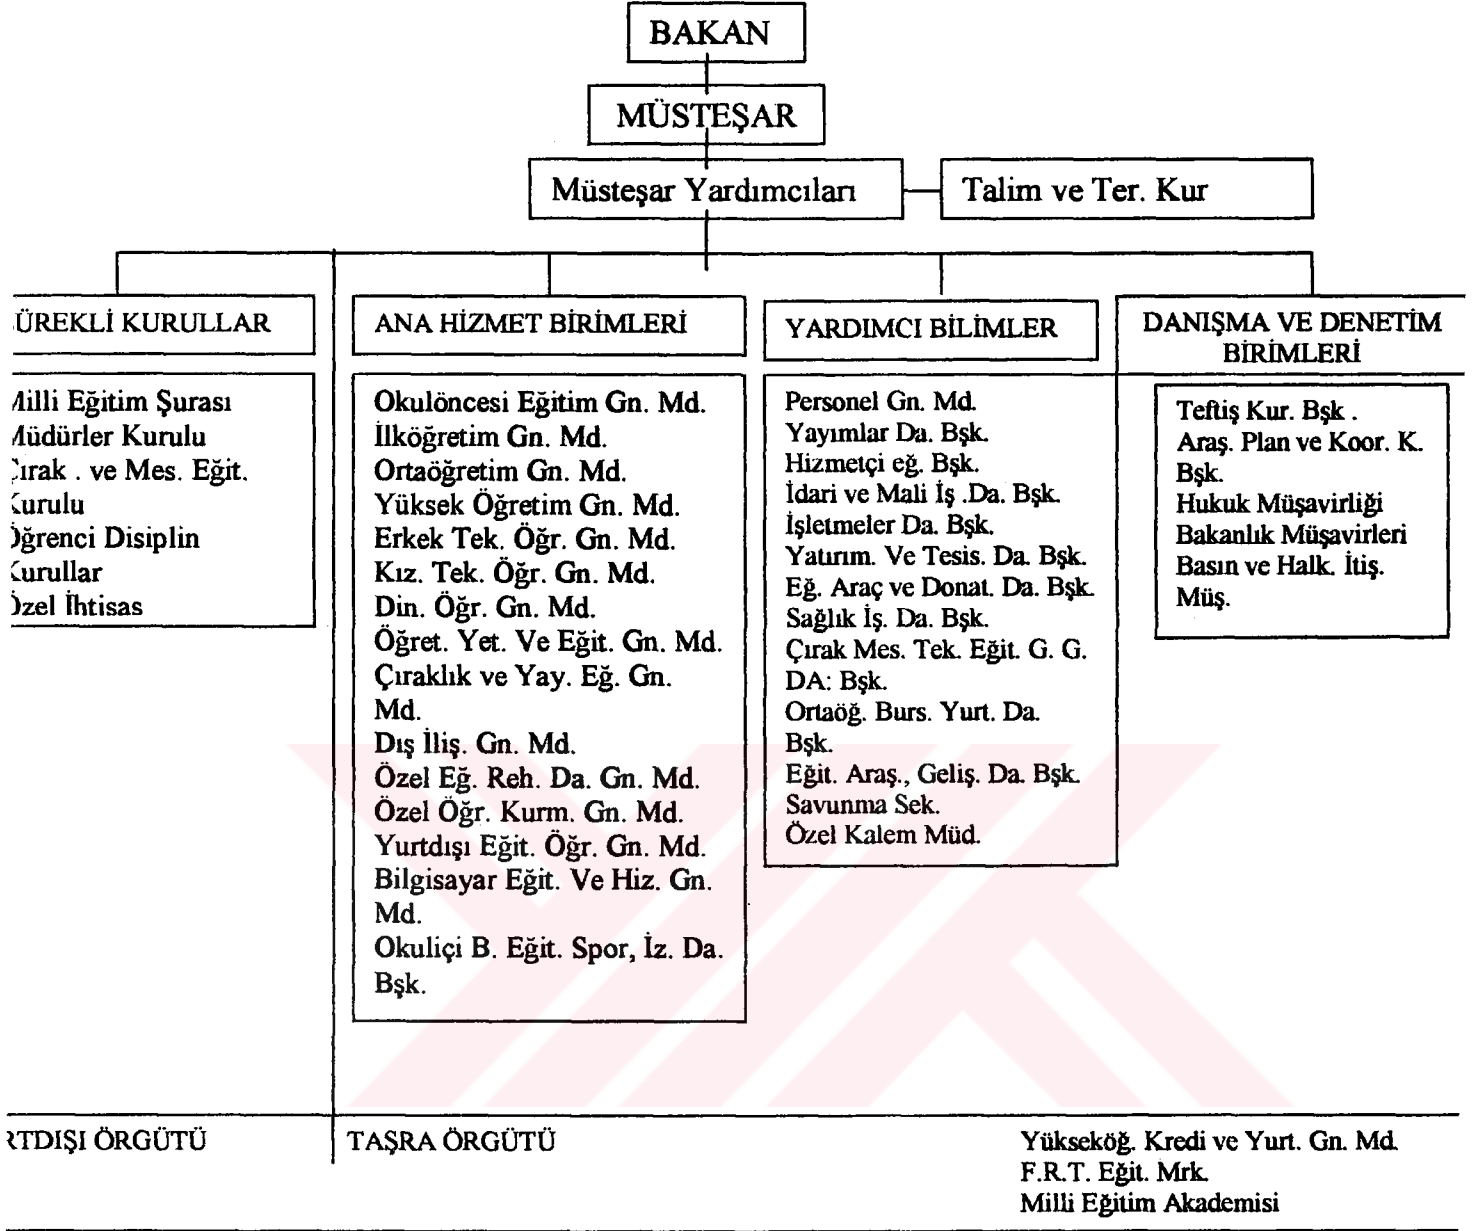 BAKAN
MÜSTEŞAR
Müsteşar Yardımcıları
Talim ve Ter. Kur
ÜREKLİ KURULLAR
Milli Eğitim Şurası
Müdürler Kurulu
Çırak . ve Mes. Eğit.
Kurulu
Öğrenci Disiplin
Kurullar
Özel İhtisas
ANA HİZMET BİRİMLERİ
Okulöncesi Eğitim Gn. Md.
İlköğretim Gn. Md.
Ortaöğretim Gn. Md.
Yüksek Öğretim Gn. Md.
Erkek Tek. Öğr. Gn. Md.
Kız. Tek. Öğr. Gn. Md.
Din. Öğr. Gn. Md.
Öğret. Yet. Ve Eğit. Gn. Md.
Çıraklık ve Yay. Eğ. Gn.
Md.
Dış İliş. Gn. Md.
Özel Eğ. Reh. Da. Gn. Md.
Özel Öğr. Kurm. Gn. Md.
Yurtdışı Eğit. Öğr. Gn. Md.
Bilgisayar Eğit. Ve Hiz. Gn.
Md.
Okuliçi B. Eğit. Spor, İz. Da.
Bşk.
YARDIMCI BİLİMLER
Personel Gn. Md.
Yayımlar Da. Bşk.
Hizmetçi eğ. Bşk.
İdari ve Mali İş .Da. Bşk.
İşletmeler Da. Bşk.
Yatırım. Ve Tesis. Da. Bşk.
Eğ. Araç ve Donat. Da. Bşk.
Sağlık İş. Da. Bşk.
Çırak Mes. Tek. Eğit. G. G.
DA: Bşk.
Ortaöğ. Burs. Yurt. Da.
Bşk.
Eğit. Araş., Geliş. Da. Bşk.
Savunma Sek.
Özel Kalem Müd.
DANIŞMA VE DENETİM
BİRİMLERİ
Teftiş Kur. Bşk .
Araş. Plan ve Koor. K.
Bşk.
Hukuk Müşavirliği
Bakanlık Müşavirleri
Basın ve Halk. İtiş.
Müş.
RTDIŞI ÖRGÜTÜ
TAŞRA ÖRGÜTÜ
Yükseköğ. Kredi ve Yurt. Gn. Md.
F.R.T. Eğit. Mrk.
Milli Eğitim Akademisi